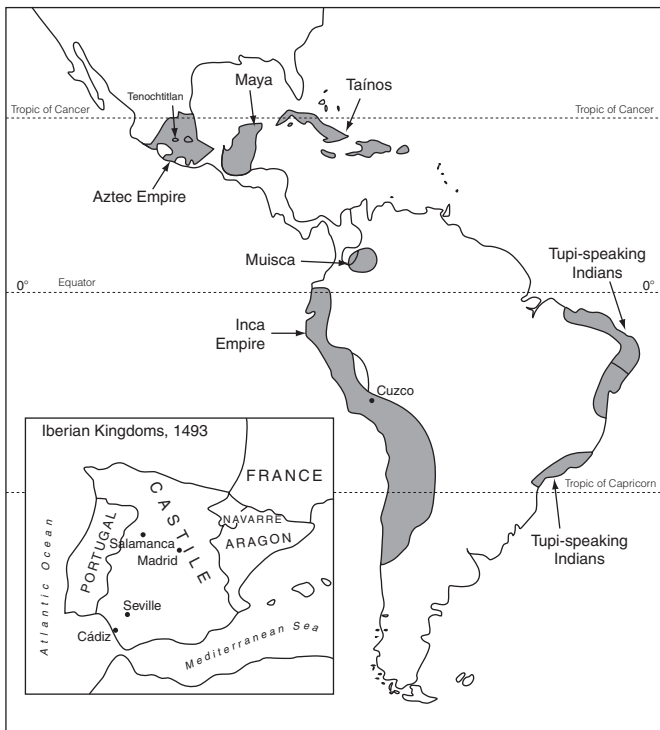 Maya
Taínos
Tenochtitlan
Tropic of Cancer
Tropic of Cancer
Aztec Empire
Muisca
Tupi-speaking
Indians
0°
Equator
0°
Inca
Empire
Cuzco
Iberian Kingdoms, 1493
FRANCE
CASTILE
NAVARRE
PORTUGAL
Salamanca
ARAGON
Madrid
Atlantic Ocean
Seville
Cádiz
Mediterranean Sea
Tropic of Capricorn
Tupi-speaking
Indians